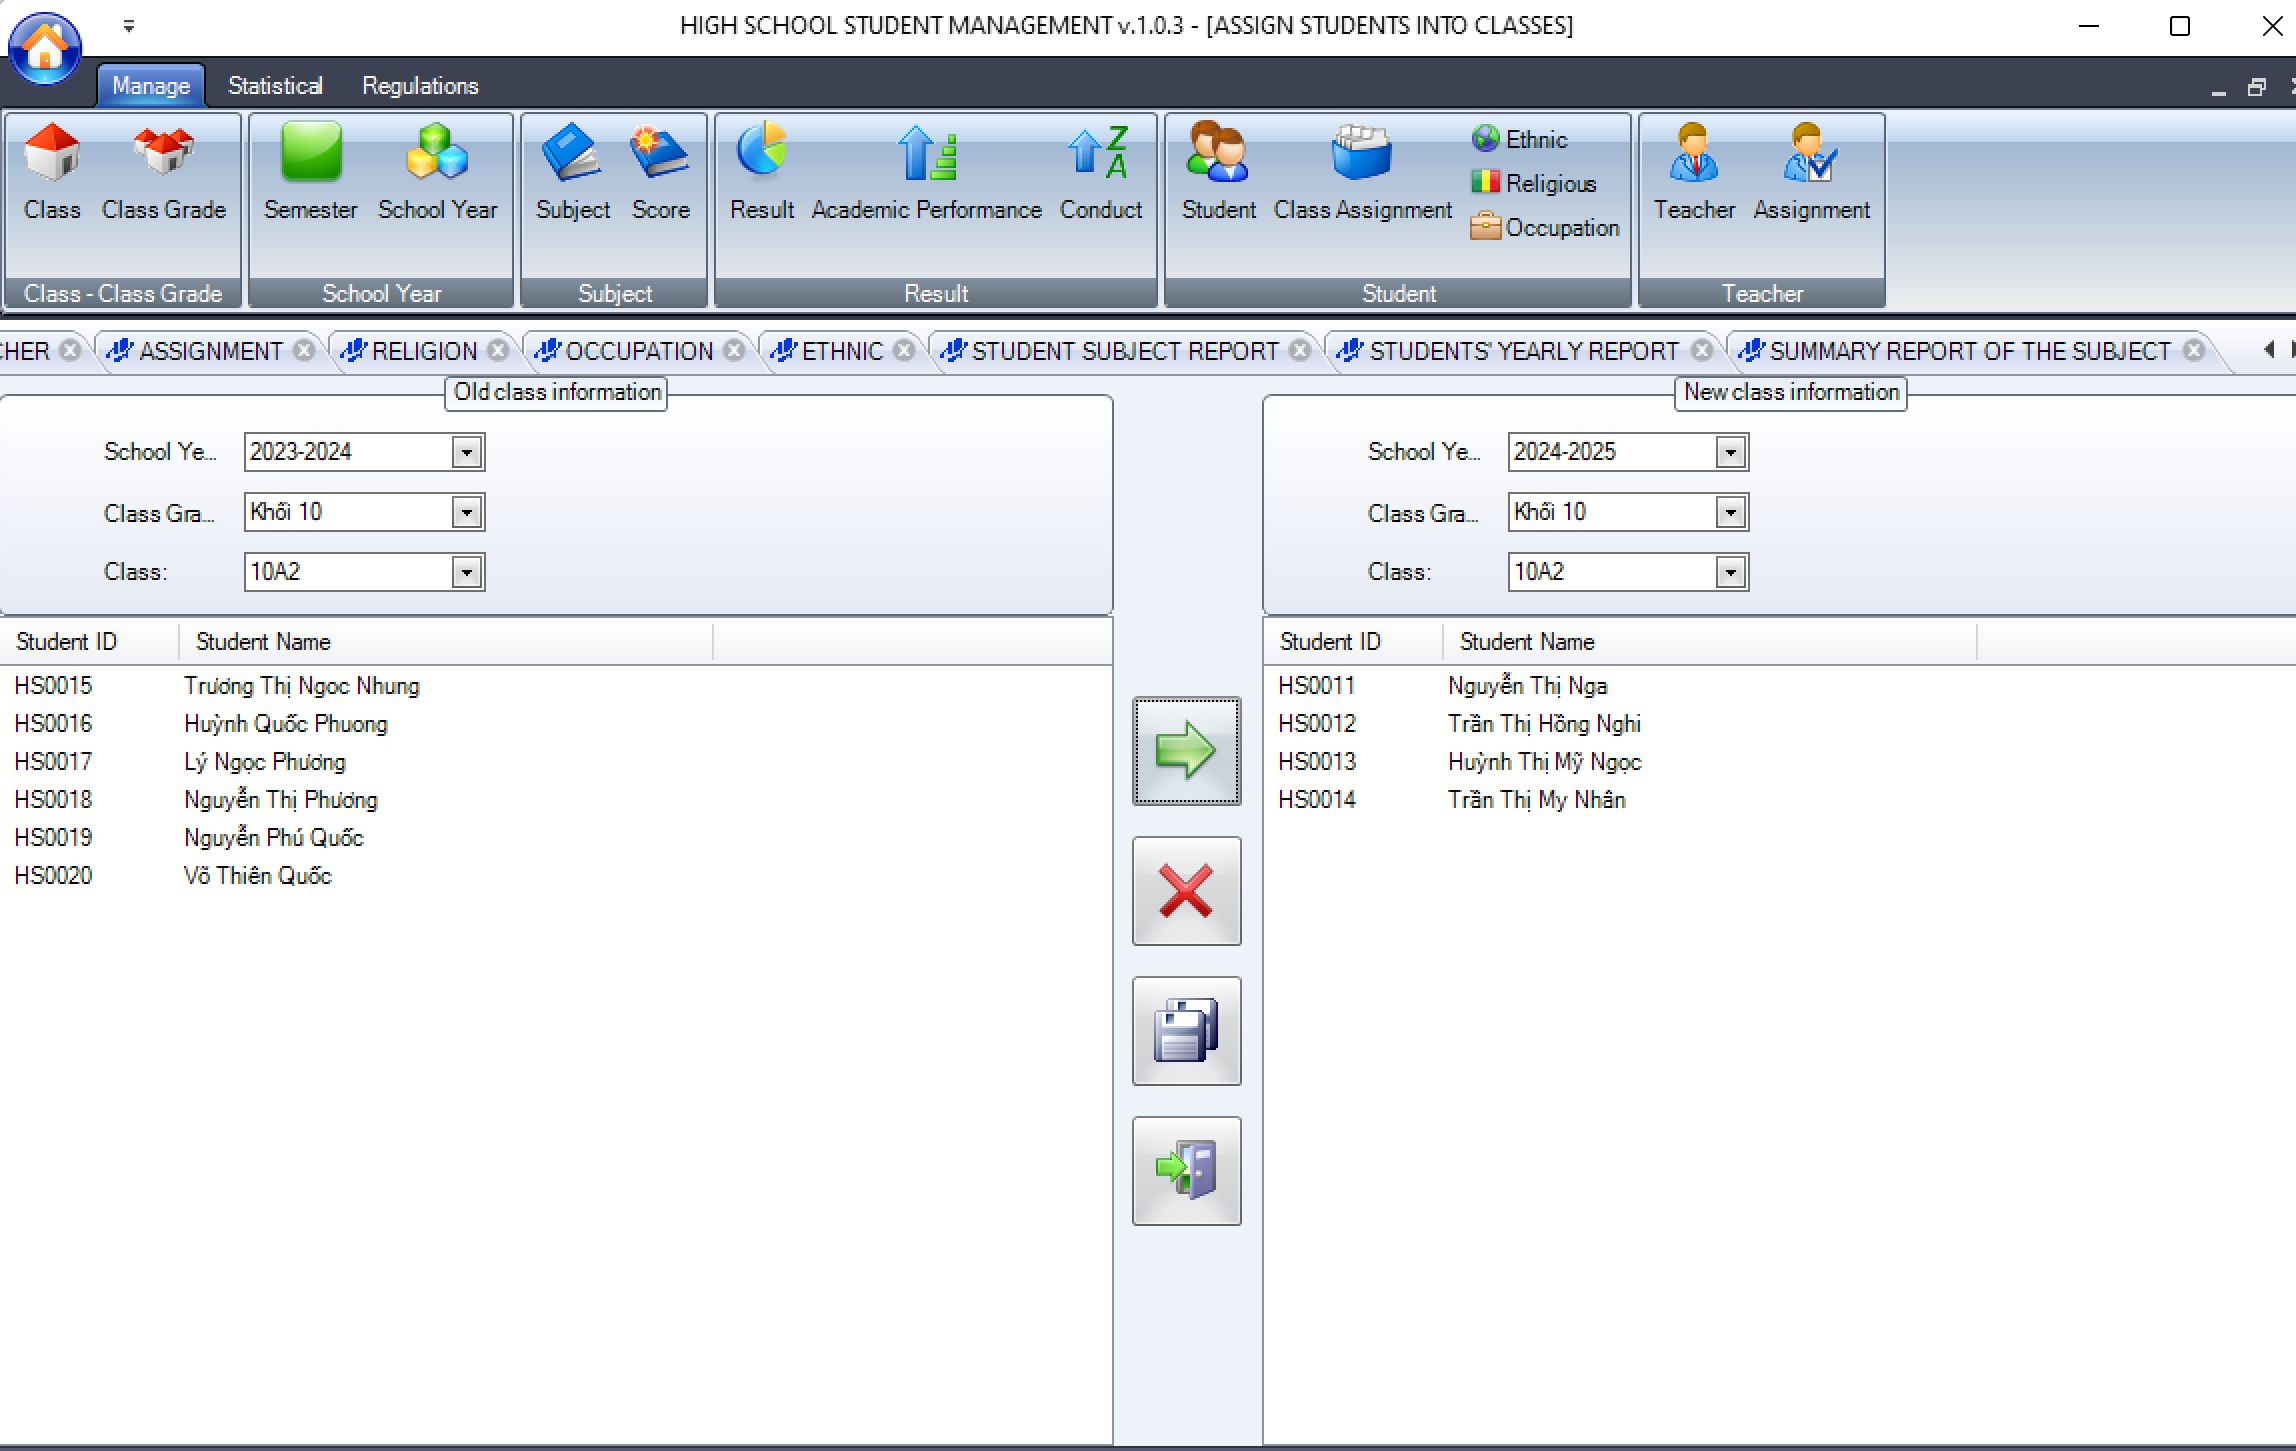 HIGH SCHOOL STUDENT MANAGEMENT v.1.0.3 - [ASSIGN STUDENTS INTO CLASSES]
Manage Statistical Regulations
Class Class Grade Semester School Year Subject Score Result Academic Performance Z A Conduct Student Class Assignment Ethnic Religious Occupation Teacher Assignment
Class - Class Grade School Year Subject Result Student Teacher
CHER ASSIGNMENT RELIGION OCCUPATION ETHNIC STUDENT SUBJECT REPORT STUDENTS' YEARLY REPORT SUMMARY REPORT OF THE SUBJECT
Old class information
School Ye... 2023-2024
Class Gra... Khối 10
Class: 10A2
Student ID Student Name
HS0015 Trương Thị Ngọc Nhung
HS0016 Huỳnh Quốc Phuong
HS0017 Lý Ngọc Phương
HS0018 Nguyễn Thị Phương
HS0019 Nguyễn Phú Quốc
HS0020 Võ Thiên Quốc
New class information
School Ye... 2024-2025
Class Gra... Khối 10
Class: 10A2
Student ID Student Name
HS0011 Nguyễn Thị Nga
HS0012 Trần Thị Hồng Nghi
HS0013 Huỳnh Thị Mỹ Ngọc
HS0014 Trần Thị My Nhân